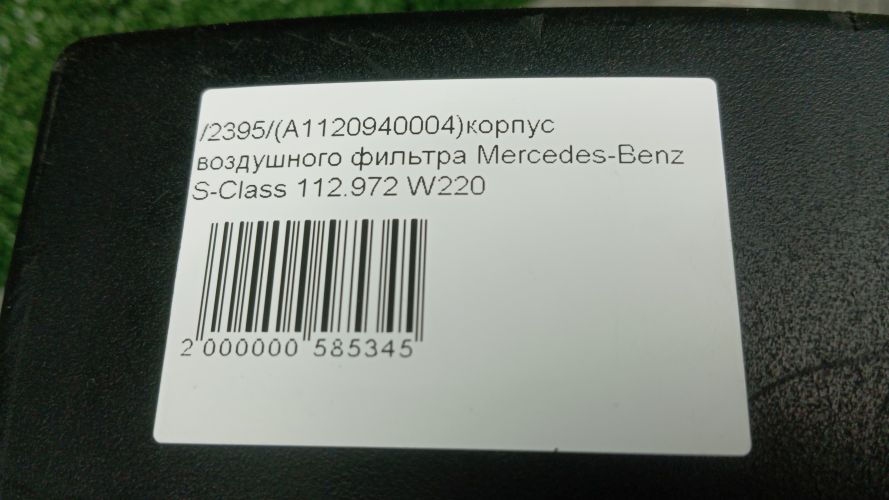 /2395/(A1120940004)корпус
воздушного фильтра Mercedes-Benz
S-Class 112.972 W220
2 000000 585345